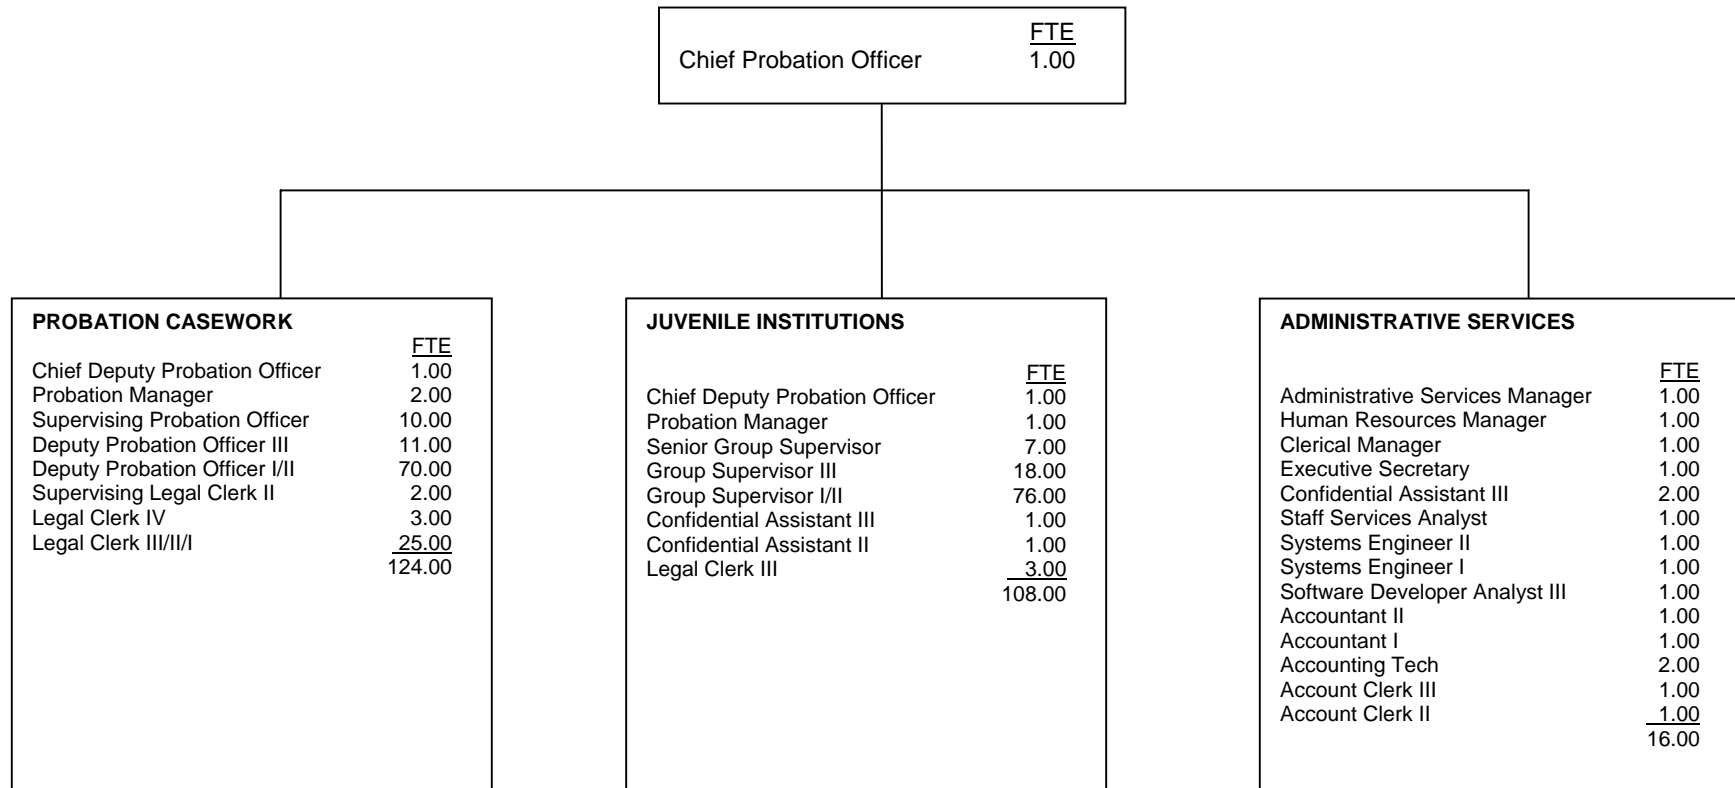 FTE
Chief Probation Officer 1.00
PROBATION CASEWORK
FTE
Chief Deputy Probation Officer 1.00
Probation Manager 2.00
Supervising Probation Officer 10.00
Deputy Probation Officer III 11.00
Deputy Probation Officer I/II 70.00
Supervising Legal Clerk II 2.00
Legal Clerk IV 3.00
Legal Clerk III/II/I 25.00
124.00
JUVENILE INSTITUTIONS
FTE
Chief Deputy Probation Officer 1.00
Probation Manager 1.00
Senior Group Supervisor 7.00
Group Supervisor III 18.00
Group Supervisor I/II 76.00
Confidential Assistant III 1.00
Confidential Assistant II 1.00
Legal Clerk III 3.00
108.00
ADMINISTRATIVE SERVICES
FTE
Administrative Services Manager 1.00
Human Resources Manager 1.00
Clerical Manager 1.00
Executive Secretary 1.00
Confidential Assistant III 2.00
Staff Services Analyst 1.00
Systems Engineer II 1.00
Systems Engineer I 1.00
Software Developer Analyst III 1.00
Accountant II 1.00
Accountant I 1.00
Accounting Tech 2.00
Account Clerk III 1.00
Account Clerk II 1.00
16.00